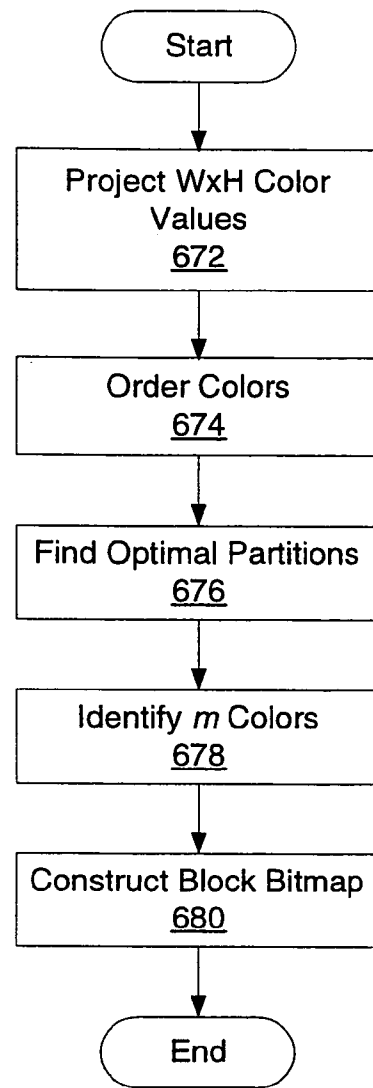 Start
Project WxH Color
Values
672
Order Colors
674
Find Optimal Partitions
676
Identify m Colors
678
Construct Block Bitmap
680
End